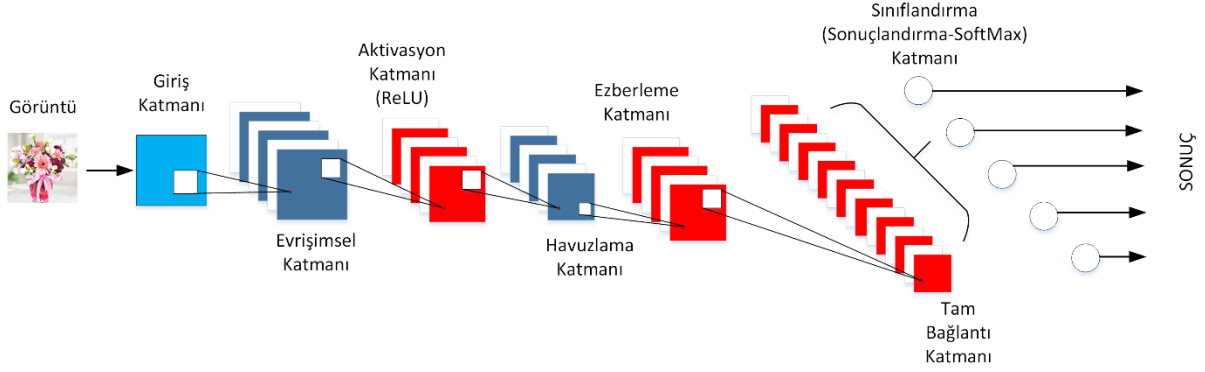 Görüntü
Giriş
Katmanı
Evrişimsel
Katmanı
Aktivasyon
Katmanı
(ReLU)
Havuzlama
Katmanı
Ezberleme
Katmanı
Tam
Bağlantı
Katmanı
Sınıflandırma
(Sonuçlandırma-SoftMax)
Katmanı
SONUÇ